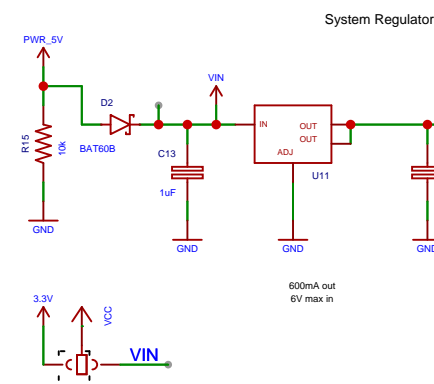 System Regulator
PWR_5V
D2
VIN
R15
10k
BAT60B
C13
1uF
IN
OUT
OUT
ADJ
U11
GND
GND
GND
GND
600mA out
6V max in
3.3V
VCC
VIN